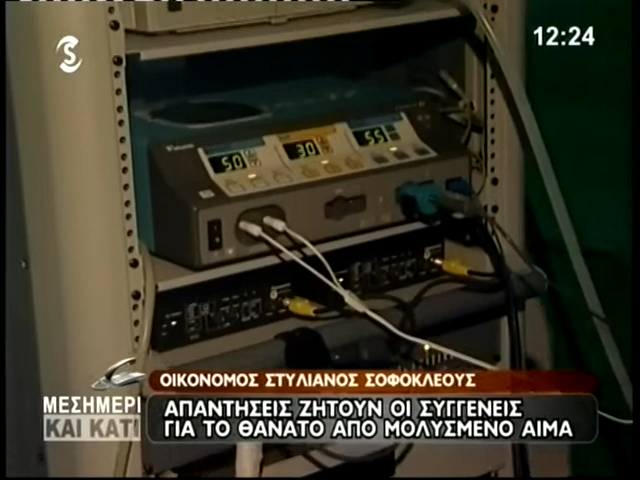 12:24
50 30 55
ΟΙΚΟΝΟΜΟΣ ΣΤΥΛΙΑΝΟΣ ΣΟΦΟΚΛΕΟΥΣ
ΜΕΣΗΜΕΡΙ
ΚΑΙ ΚΑΤΙ
ΑΠΑΝΤΗΣΕΙΣ ΖΗΤΟΥΝ ΟΙ ΣΥΓΓΕΝΕΙΣ
ΓΙΑ ΤΟ ΘΑΝΑΤΟ ΑΠΟ ΜΟΛΥΣΜΕΝΟ ΑΙΜΑ